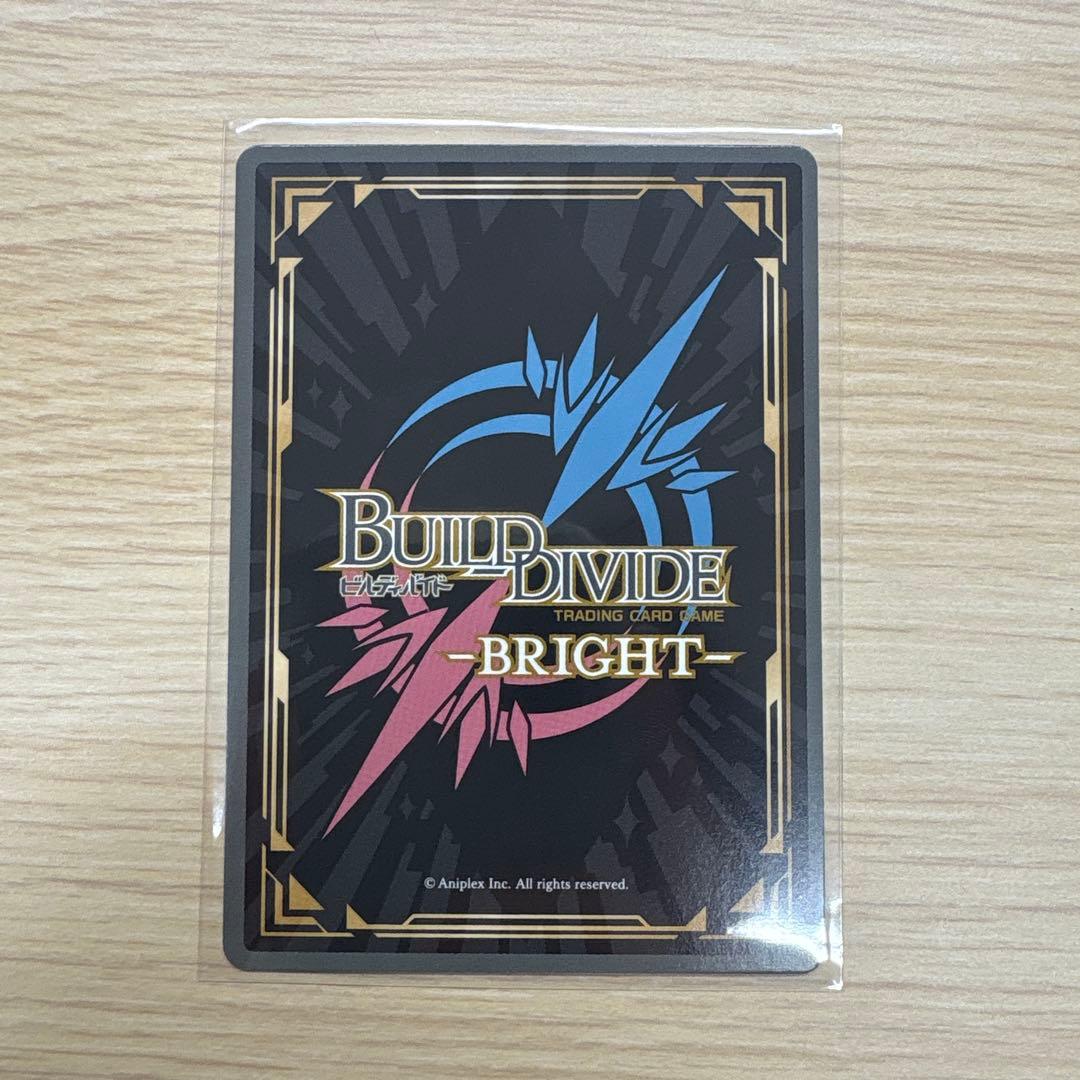 BUILD DIVIDE
ビルディバイド
TRADING CARD GAME
-BRIGHT-
© Aniplex Inc. All rights reserved.